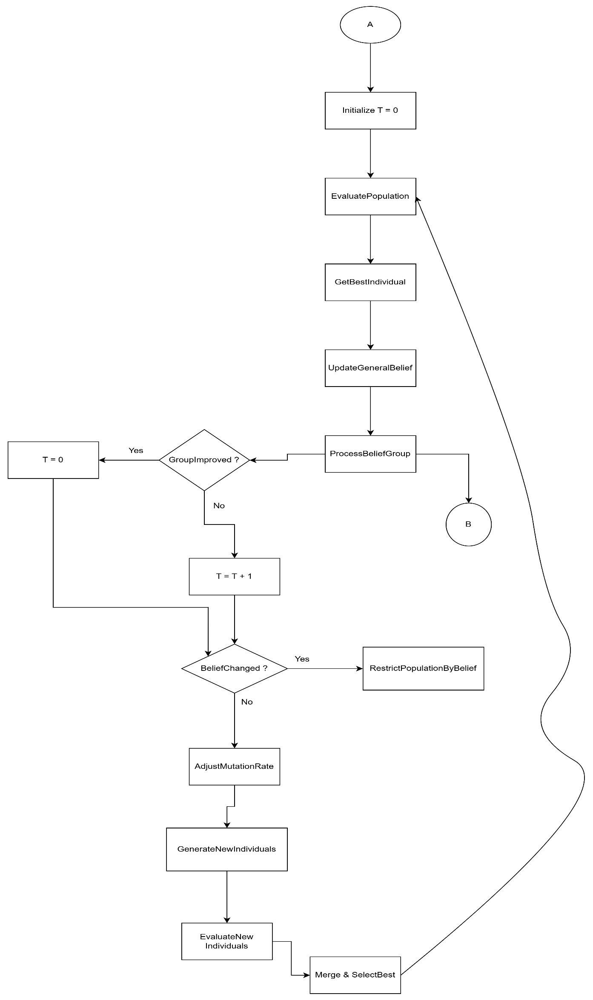 A
Initialize T = 0
EvaluatePopulation
GetBestIndividual
UpdateGeneralBelief
ProcessBeliefGroup
GroupImproved ?
Yes
T = 0
No
B
T = T + 1
BeliefChanged ?
Yes
RestrictPopulationByBelief
No
AdjustMutationRate
GenerateNewIndividuals
EvaluateNew
Individuals
Merge & SelectBest